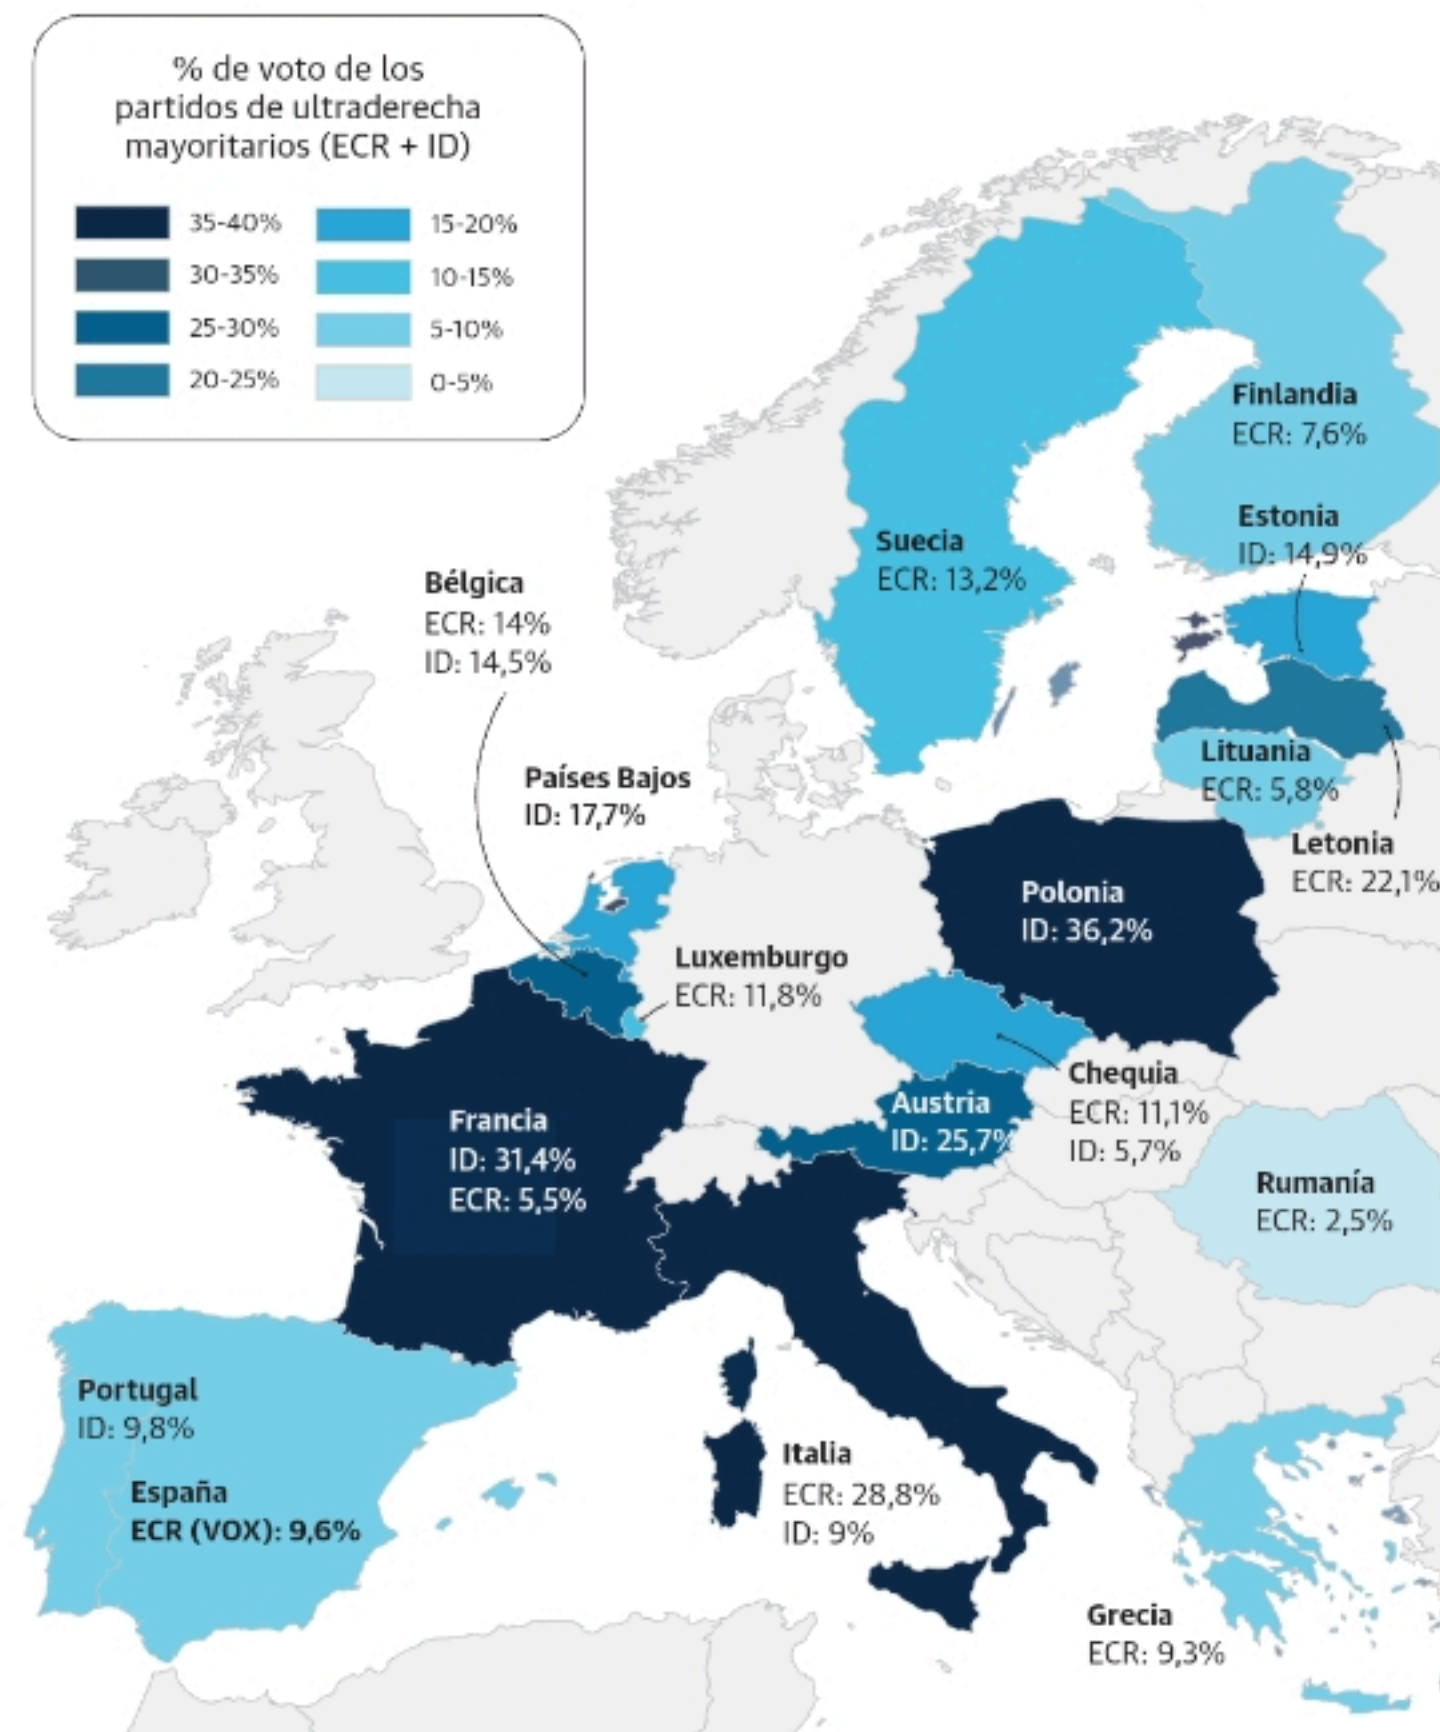 % de voto de los
partidos de ultraderecha
mayoritarios (ECR + ID)
35-40%
30-35%
25-30%
20-25%
15-20%
10-15%
5-10%
0-5%
Finlandia
ECR: 7,6%
Estonia
ID: 14,9%
Suecia
ECR: 13,2%
Bélgica
ECR: 14%
ID: 14,5%
Países Bajos
ID: 17,7%
Lituania
ECR: 5,8%
Letonia
ECR: 22,1%
Polonia
ID: 36,2%
Luxemburgo
ECR: 11,8%
Chequia
ECR: 11,1%
ID: 5,7%
Austria
ID: 25,7%
Francia
ID: 31,4%
ECR: 5,5%
Rumanía
ECR: 2,5%
Portugal
ID: 9,8%
España
ECR (VOX): 9,6%
Italia
ECR: 28,8%
ID: 9%
Grecia
ECR: 9,3%